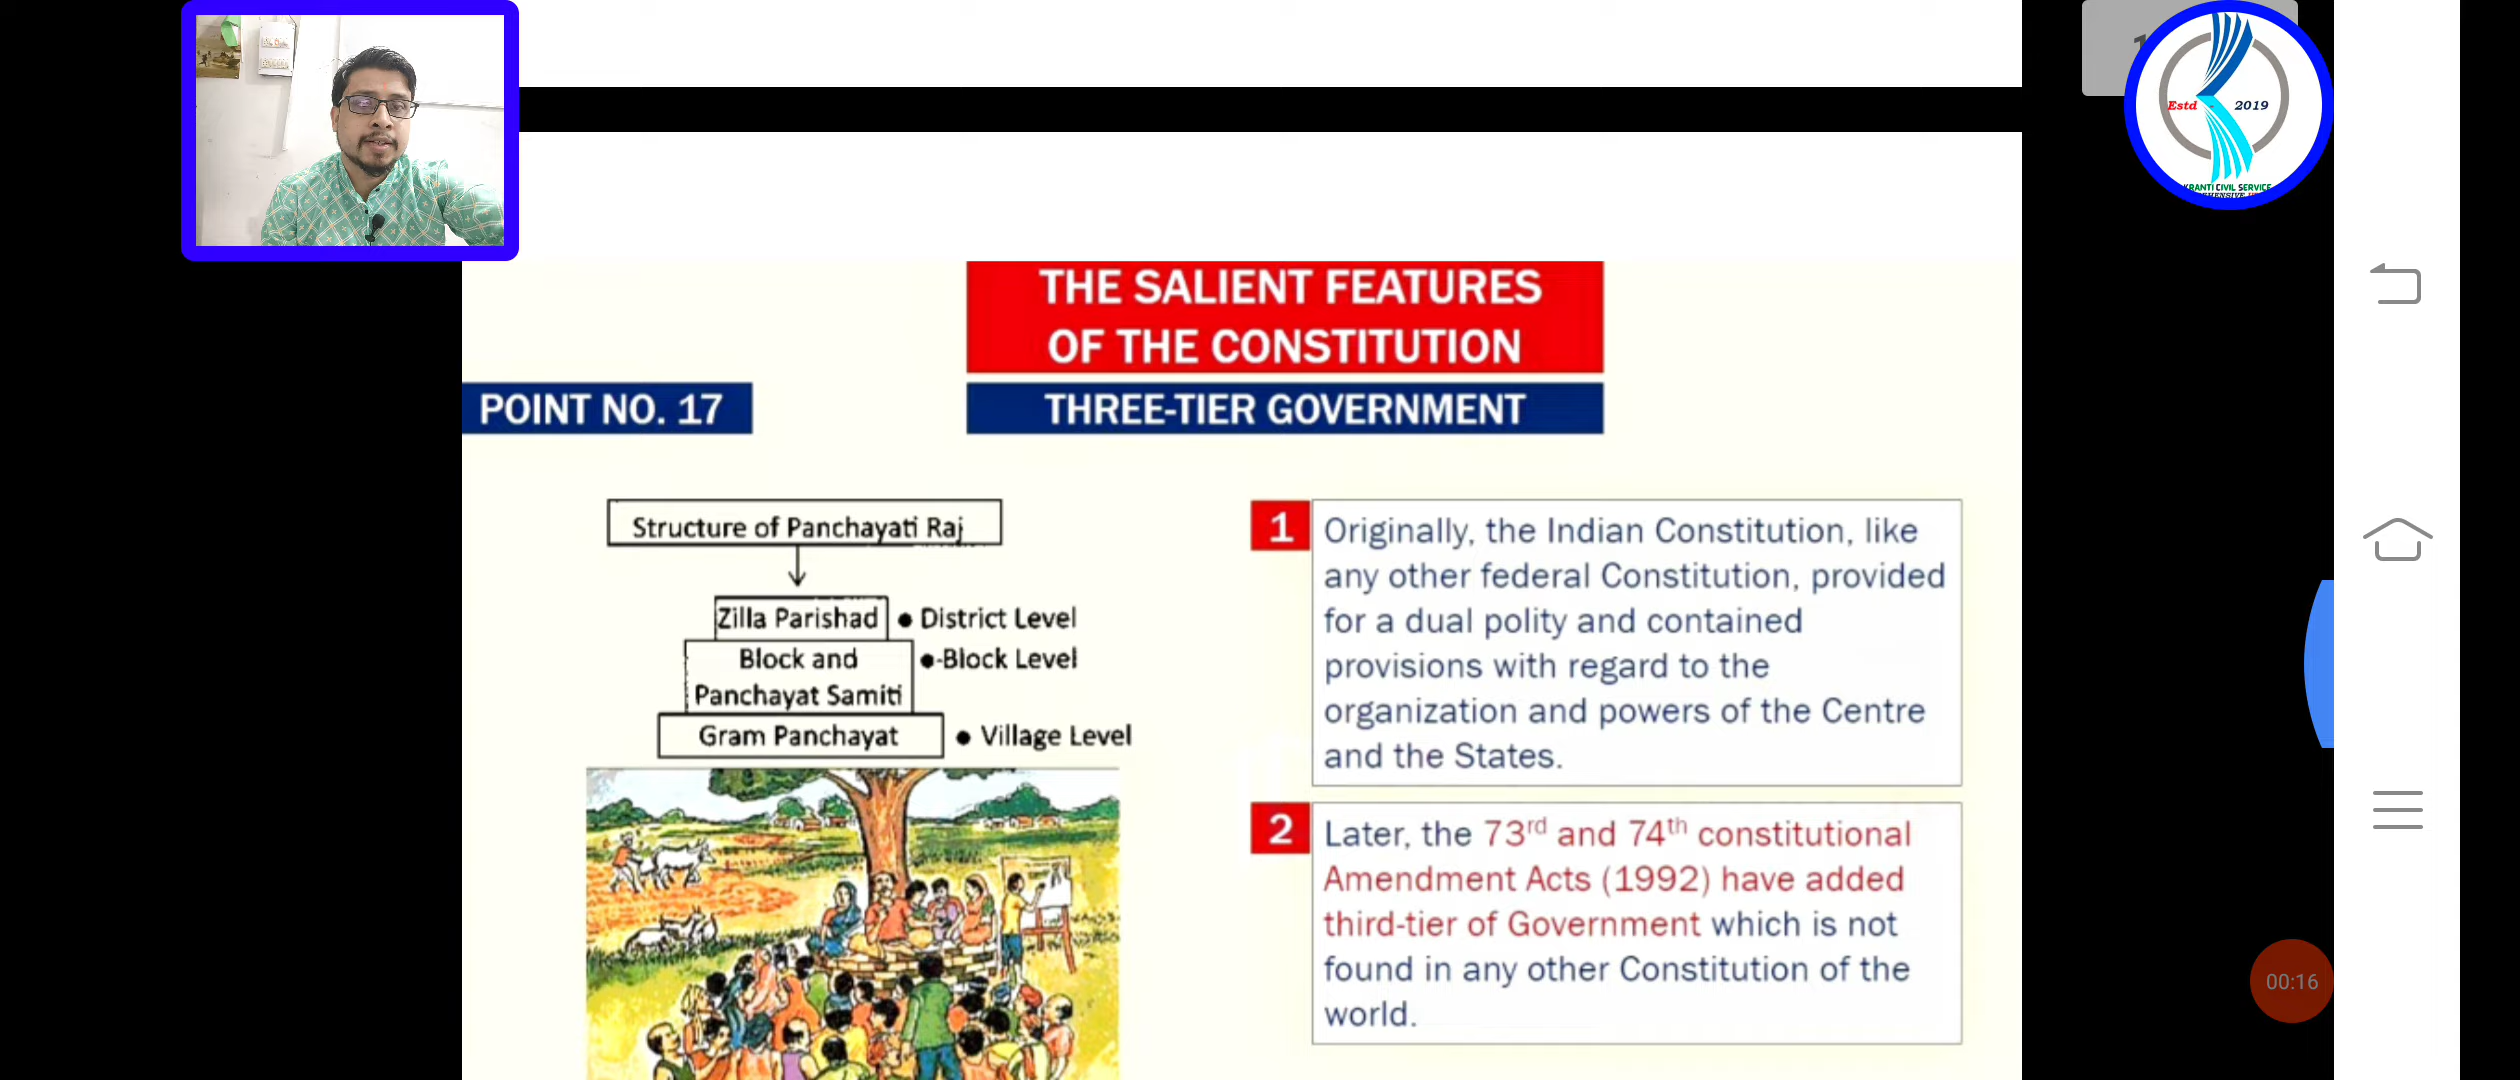 Estd - 2019
KRANTI CIVIL SERVICE
THE SALIENT FEATURES
OF THE CONSTITUTION
POINT NO. 17
THREE-TIER GOVERNMENT
Structure of Panchayati Raj
Zilla Parishad ● District Level
Block and ●-Block Level
Panchayat Samiti
Gram Panchayat ● Village Level
1 Originally, the Indian Constitution, like
any other federal Constitution, provided
for a dual polity and contained
provisions with regard to the
organization and powers of the Centre
and the States.
2 Later, the 73rd and 74th constitutional
Amendment Acts (1992) have added
third-tier of Government which is not
found in any other Constitution of the
world.
00:16